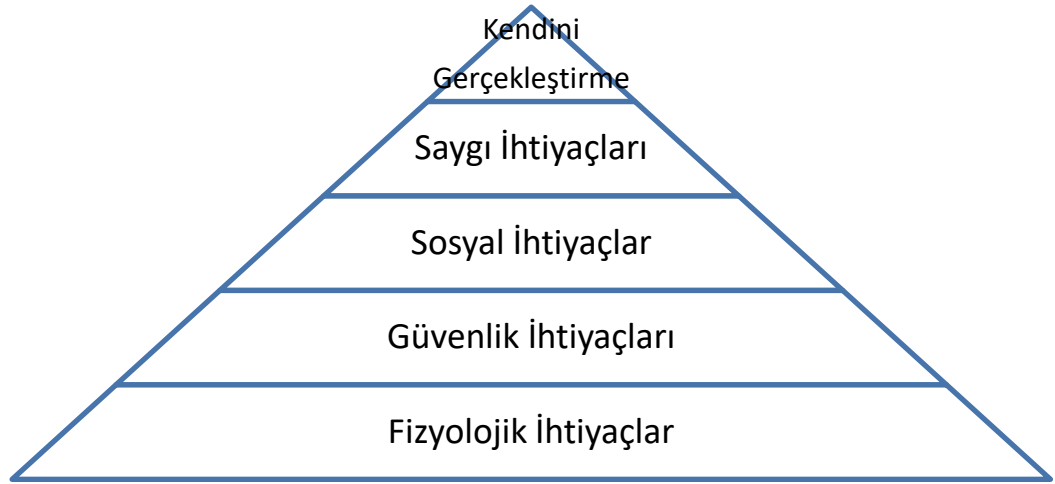 Kendini
Gerçekleştirme
Saygı İhtiyaçları
Sosyal İhtiyaçlar
Güvenlik İhtiyaçları
Fizyolojik İhtiyaçlar